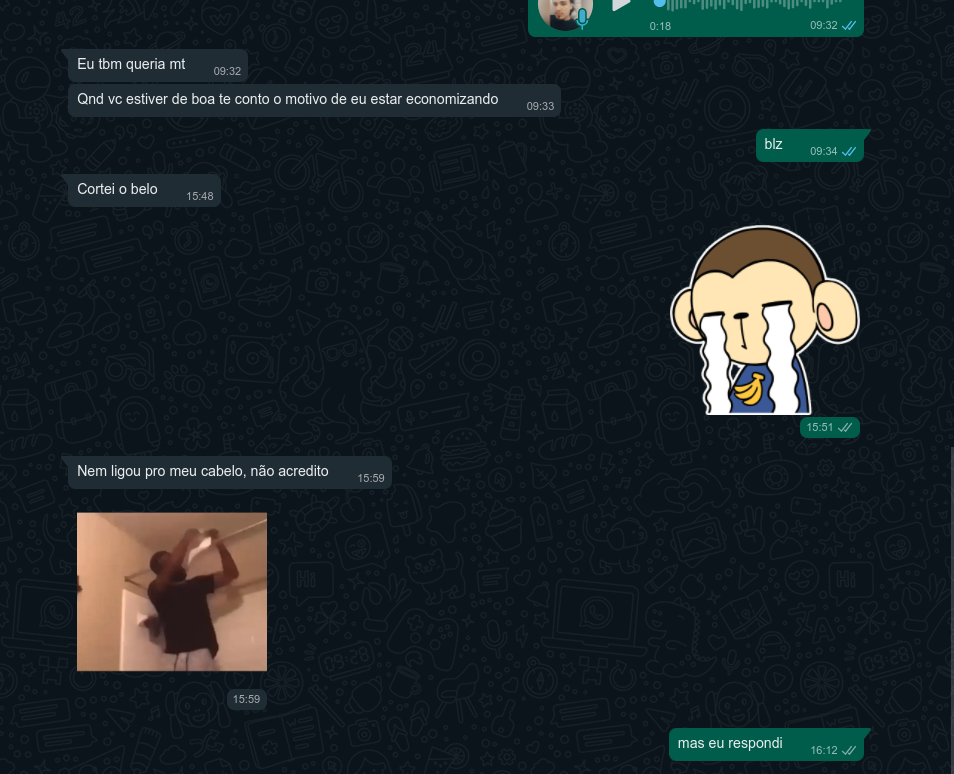 0:18 09:32
Eu tbm queria mt 09:32
Qnd vc estiver de boa te conto o motivo de eu estar economizando 09:33
blz 09:34
Cortei o belo 15:48
15:51
Nem ligou pro meu cabelo, não acredito 15:59
15:59
mas eu respondi 16:12